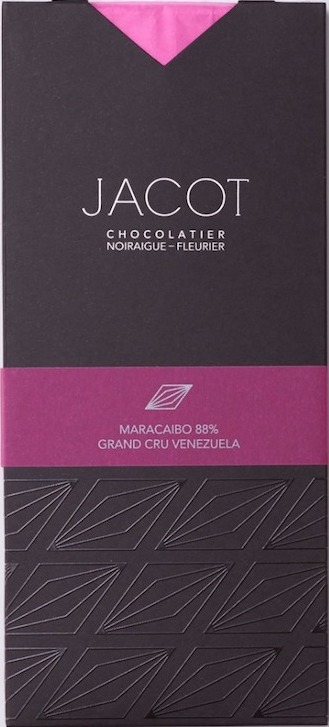 JACOT
CHOCOLATIER
NOIRAIGUE – FLEURIER
MARACAIBO 88%
GRAND CRU VENEZUELA